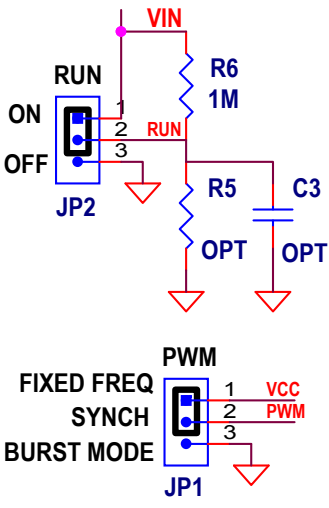 VIN
RUN
R6
1M
ON
1
2
RUN
3
OFF
R5
C3
JP2
OPT
OPT
PWM
FIXED FREQ
1
VCC
SYNCH
2
PWM
3
BURST MODE
JP1